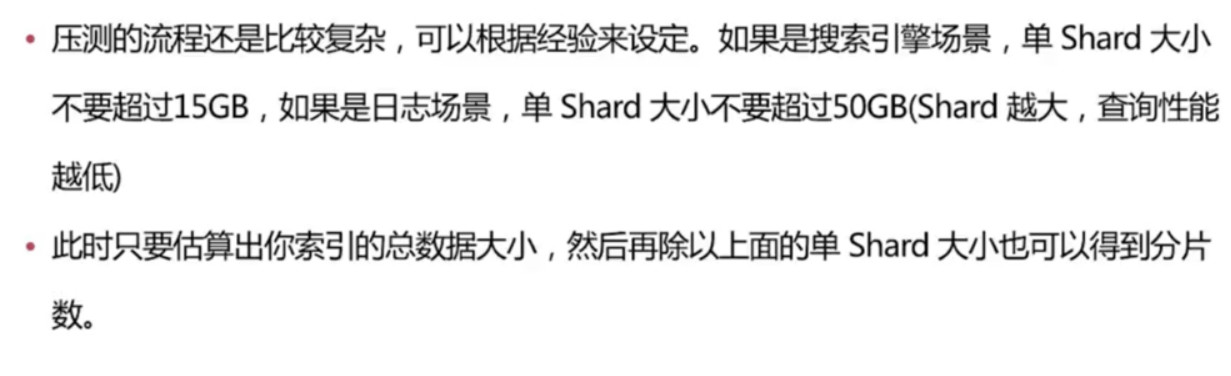 • 压测的流程还是比较复杂，可以根据经验来设定。如果是搜索引擎场景，单 Shard 大小
不要超过15GB，如果是日志场景，单 Shard 大小不要超过50GB(Shard 越大，查询性能
越低)
• 此时只要估算出你索引的总数据大小，然后再除以上面的单 Shard 大小也可以得到分片
数。